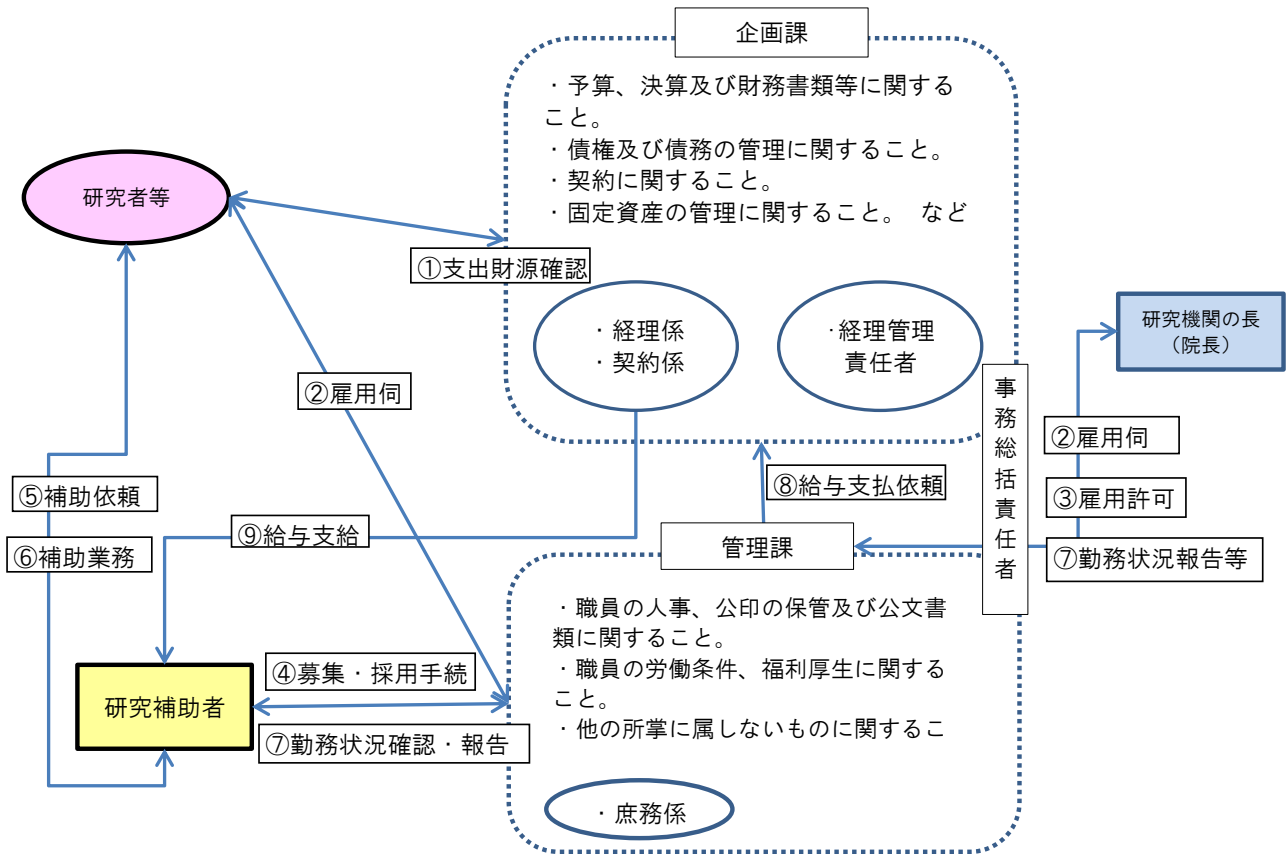 企画課
・予算、決算及び財務書類等に関する
こと。
・債権及び債務の管理に関すること。
・契約に関すること。
・固定資産の管理に関すること。 など
研究者等
①支出財源確認
・経理係
・契約係
・経理管理
責任者
研究機関の長
(院長)
②雇用伺
事務総括責任者
②雇用伺
⑤補助依頼
⑧給与支払依頼
③雇用許可
⑥補助業務
⑨給与支給
管理課
⑦勤務状況報告等
・職員の人事、公印の保管及び公文書
類に関すること。
・職員の労働条件、福利厚生に関する
こと。
・他の所掌に属しないものに関するこ
④募集・採用手続
研究補助者
⑦勤務状況確認・報告
・庶務係